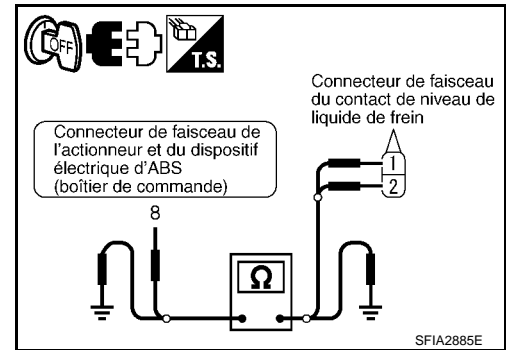 OFF
T.S.
Connecteur de faisceau
du contact de niveau de
liquide de frein
1
2
Connecteur de faisceau de
l'actionneur et du dispositif
électrique d'ABS
(boîtier de commande)
8
Ω
SFIA2885E